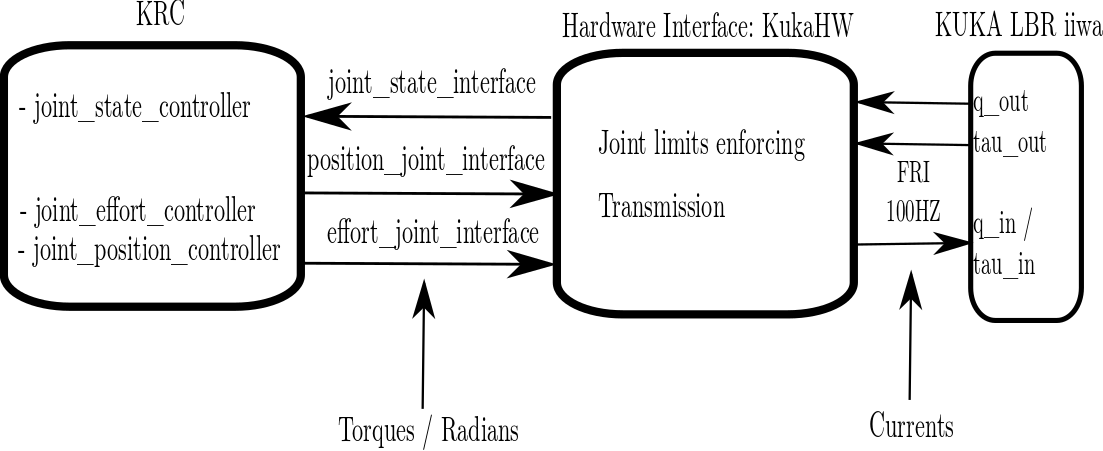 KRC
Hardware Interface: KukaHW
KUKA LBR iiwa
- joint_state_controller
- joint_effort_controller
- joint_position_controller
joint_state_interface
position_joint_interface
effort_joint_interface
Torques / Radians
Joint limits enforcing
Transmission
FRI
100HZ
Currents
q_out
tau_out
q_in /
tau_in